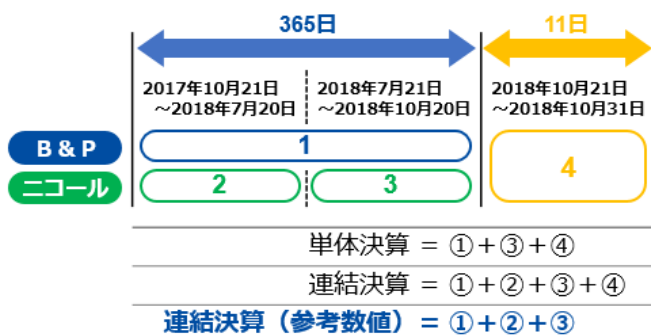 365日
11日
2017年10月21日
～2018年7月20日
2018年7月21日
～2018年10月20日
2018年10月21日
～2018年10月31日
B & P
1
ニコール
2
3
4
単体決算 = ①+③+④
連結決算 = ①+②+③+④
連結決算（参考数値）= ①+②+③